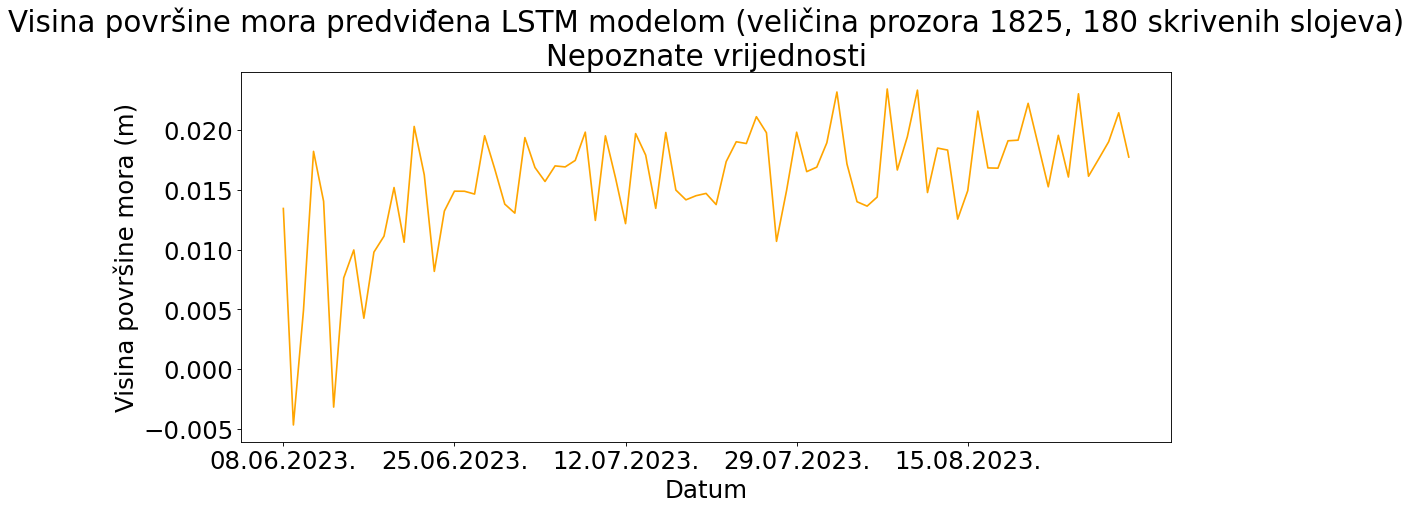 Visina površine mora predviđena LSTM modelom (veličina prozora 1825, 180 skrivenih slojeva)
Nepoznate vrijednosti
Visina površine mora (m)
0.020
0.015
0.010
0.005
0.000
−0.005
08.06.2023. 25.06.2023. 12.07.2023. 29.07.2023. 15.08.2023.
Datum